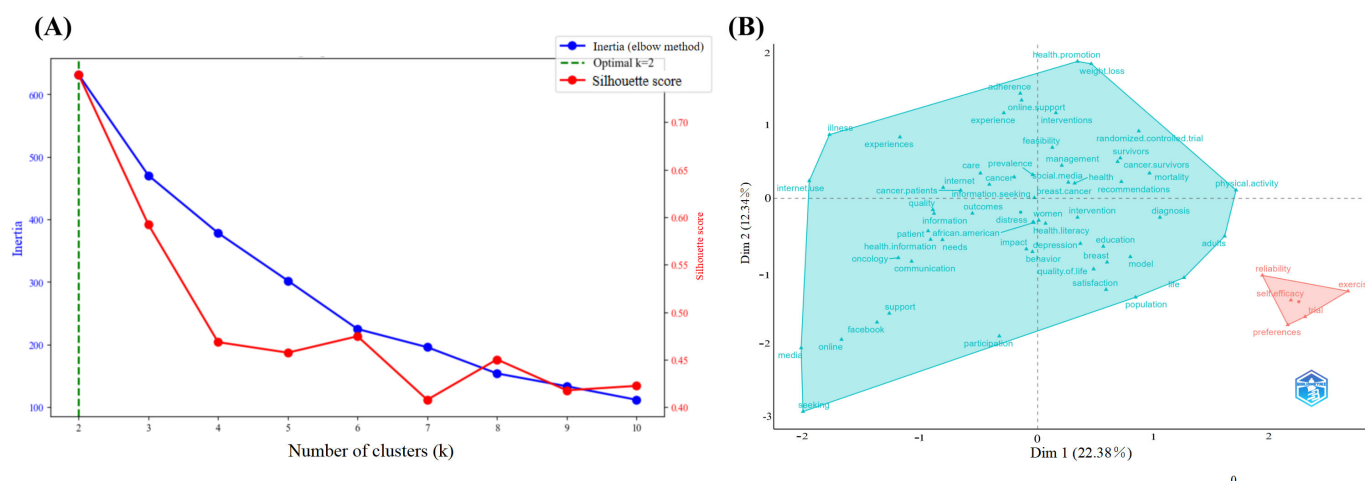 (A)
Inertia (elbow method)
Optimal k=2
Silhouette score
600
500
400
300
200
100
Inertia
0.70
0.65
0.60
0.55
0.50
0.45
0.40
Silhouette score
2 3 4 5 6 7 8 9 10
Number of clusters (k)
(B)
2
1
0
-1
-2
-3
Dim 2 (12.34%)
health.promotion
weight.loss
adherence
online.support
experience interventions
illness
randomized.controlled.trial
experiences
feasibility
survivors
management
prevalence
cancer.survivors
care
social.media
health
mortality
internet
cancer
internet.use
physical.activity
cancer.patients
information.seeking
breast.cancer
recommendations
quality
outcomes
women
intervention
diagnosis
information
distress
patient
african.american
health.literacy
health.information
needs
impact
depression
education
adults
oncology
behavior
breast
model
communication
quality.of.life
life
satisfaction
population
support
facebook
online
participation
media
seeking
reliability
exercis
self.efficacy
trial
preferences
-2 -1 0 1 2
Dim 1 (22.38%)
0